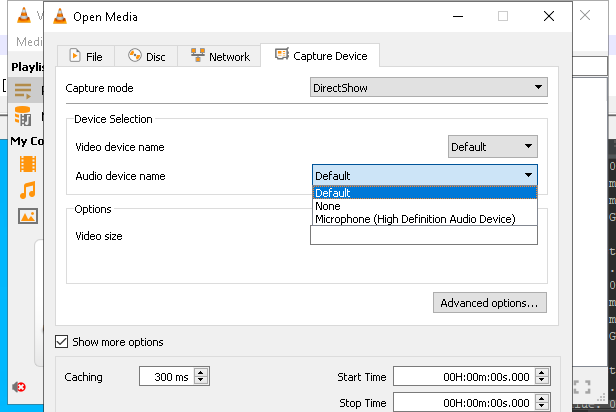 V
Open Media
Medi
File
Disc
Network
Capture Device
Playlis
Capture mode
DirectShow
Device Selection
Video device name
Default
My Co
Audio device name
Default
Default
None
Microphone (High Definition Audio Device)
Options
Video size
Advanced options...
Show more options
Caching
300 ms
Start Time
00H:00m:00s.000
Stop Time
00H:00m:00s.000